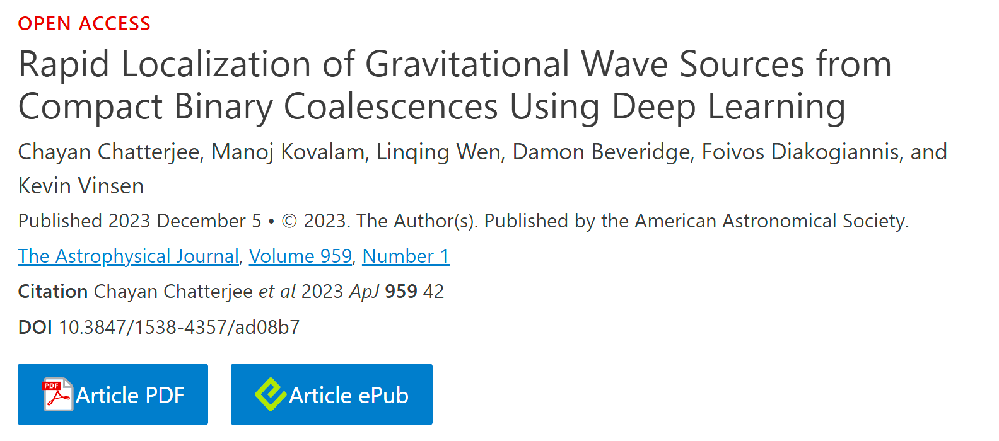 OPEN ACCESS
Rapid Localization of Gravitational Wave Sources from
Compact Binary Coalescences Using Deep Learning
Chayan Chatterjee, Manoj Kovalam, Linqing Wen, Damon Beveridge, Foivos Diakogiannis, and
Kevin Vinsen
Published 2023 December 5 • © 2023. The Author(s). Published by the American Astronomical Society.
The Astrophysical Journal, Volume 959, Number 1
Citation Chayan Chatterjee et al 2023 ApJ 959 42
DOI 10.3847/1538-4357/ad08b7
PDF Article PDF
Article ePub